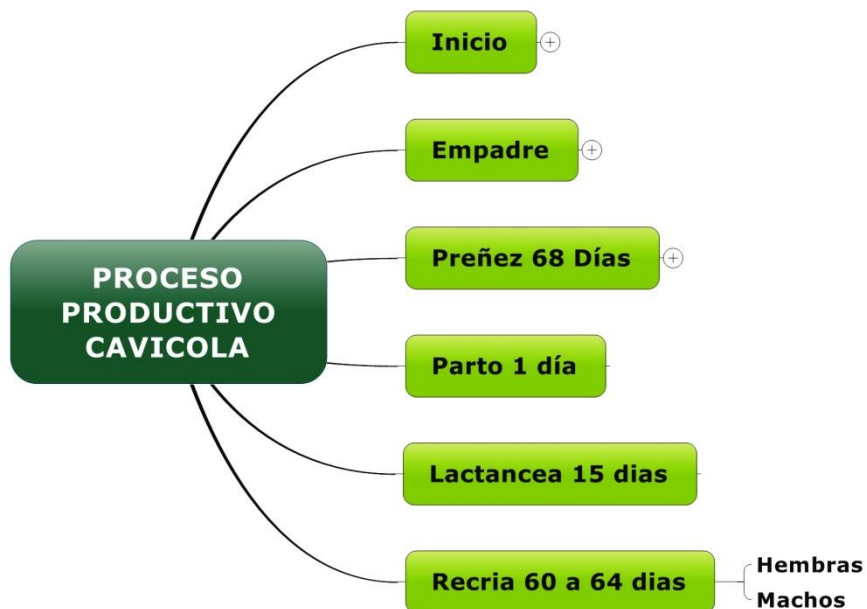 Inicio
Empadre
Preñez 68 Días
PROCESO
PRODUCTIVO
CAVICOLA
Parto 1 día
Lactancea 15 dias
Recria 60 a 64 dias
Hembras
Machos